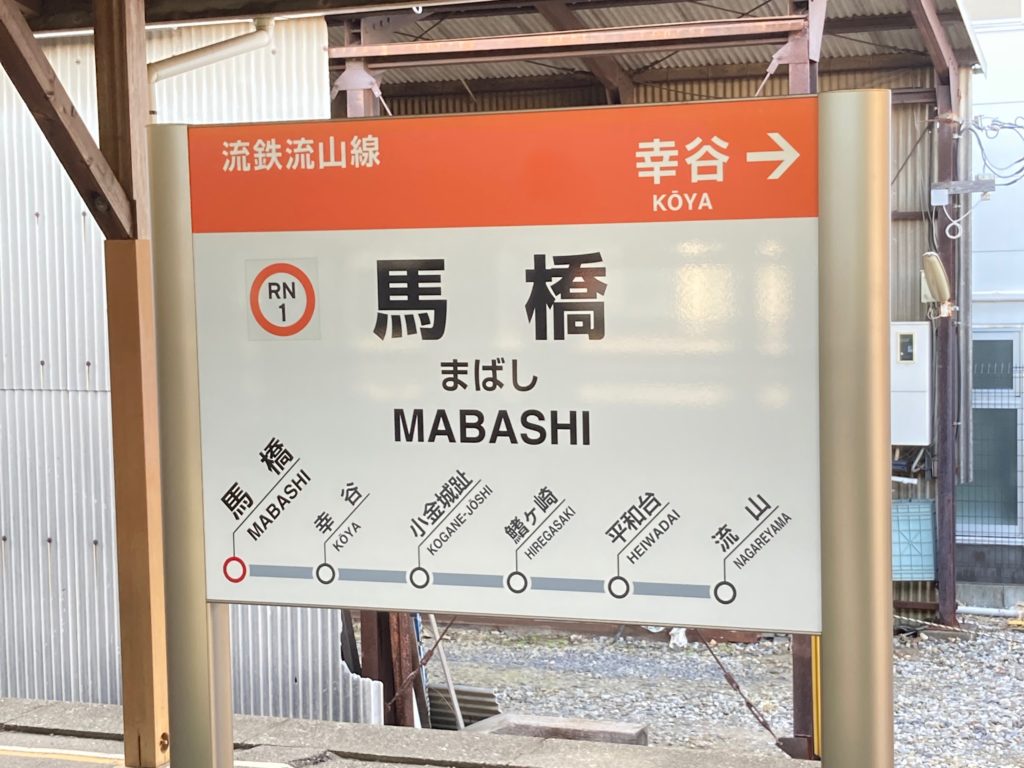 流鉄流山線
幸谷
KŌYA
RN
1
馬橋
まばし
MABASHI
馬橋
MABASHI
幸谷
KŌYA
小金城趾
KOGANE-JŌSHI
鰭ヶ崎
HIREGASAKI
平和台
HEIWADAI
流山
NAGAREYAMA